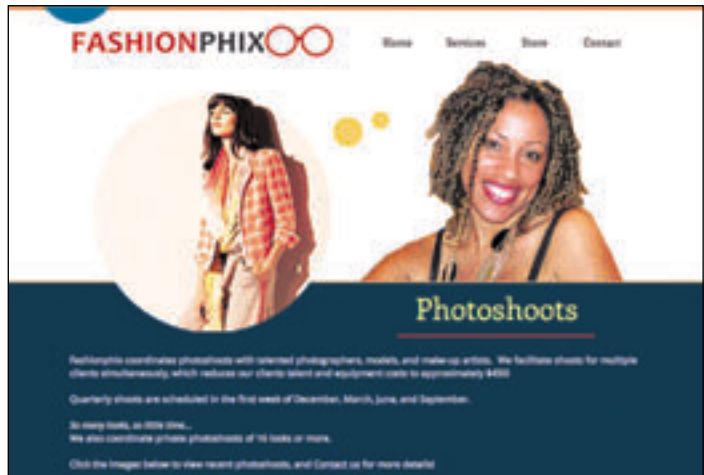 FASHIONPHIX
Home Services Store Contact
Photoshoots
Fashionphix coordinates photoshoots with talented photographers, models, and make-up artists. We facilitate shoots for multiple
clients simultaneously, which reduces our clients talent and equipment costs to approximately $400
Quarterly shoots are scheduled in the first week of December, March, June, and September.
So many looks, so little time...
We also coordinate private photoshoots of 16 looks or more.
Click the images below to view recent photoshoots, and Contact us for more details!